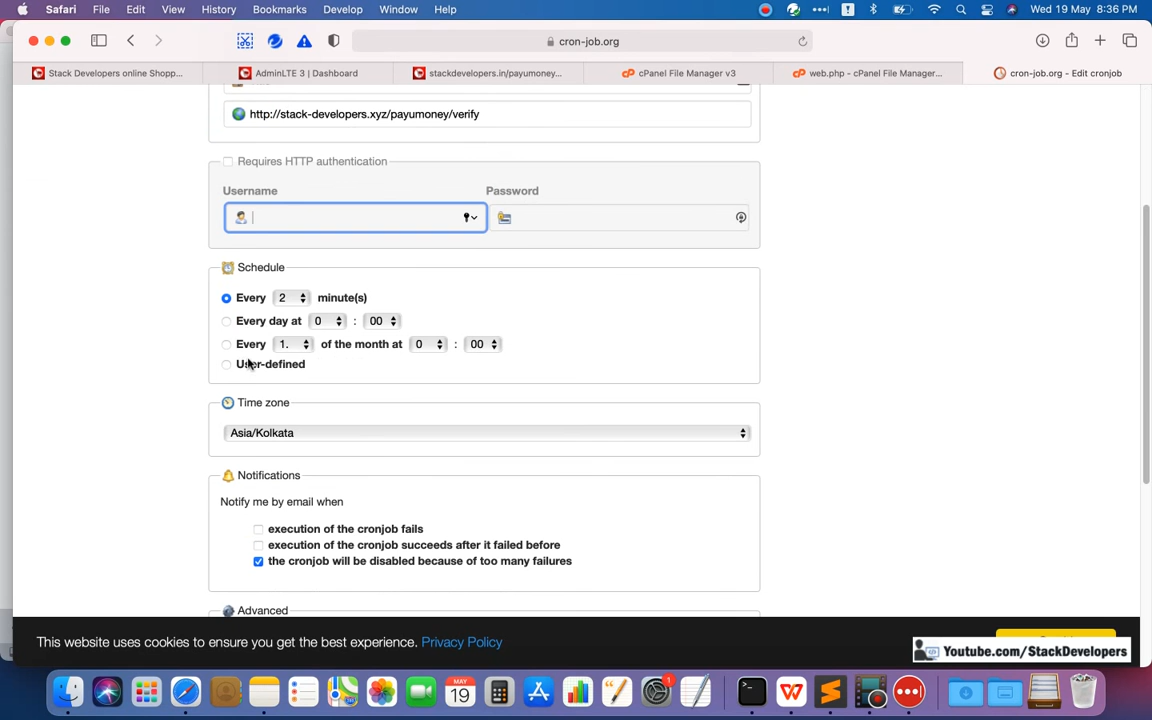 Safari File Edit View History Bookmarks Develop Window Help Wed 19 May 8:36 PM
cron-job.org
Stack Developers online Shopp... AdminLTE 3 | Dashboard stackdevelopers.in/payumoney... cPanel File Manager v3 web.php - cPanel File Manager... cron-job.org - Edit cronjob
http://stack-developers.xyz/payumoney/verify
Requires HTTP authentication
Username Password
Schedule
Every 2 minute(s)
Every day at 0 : 00
Every 1. of the month at 0 : 00
User-defined
Time zone
Asia/Kolkata
Notifications
Notify me by email when
execution of the cronjob fails
execution of the cronjob succeeds after it failed before
the cronjob will be disabled because of too many failures
Advanced
This website uses cookies to ensure you get the best experience. Privacy Policy
Youtube.com/StackDevelopers
MAY
19
1